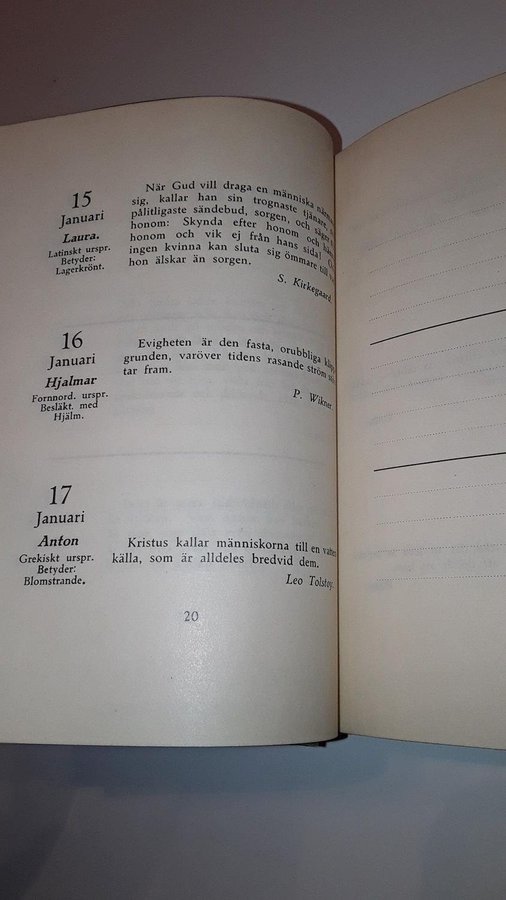 15
Januari
Laura.
Latinskt urspr.
Betyder:
Lagerkrönt.
När Gud vill draga en människa
sig, kallar han sin trognaste tjänare,
pålitligaste sändebud, sorgen, och säger
honom: Skynda efter honom och
honom och vik ej från hans sida!
ingen kvinna kan sluta sig ömmare till
hon älskar än sorgen.
S. Kirkegaard.
16
Januari
Hjalmar
Fornnord. urspr.
Besläkt. med
Hjälm.
Evigheten är den fasta, orubbliga
grunden, varöver tidens rasande ström
tar fram.
P. Wikner.
17
Januari
Anton
Grekiskt urspr.
Betyder:
Blomstrande.
Kristus kallar människorna till en
källa, som är alldeles bredvid dem.
Leo Tolstoy.
20